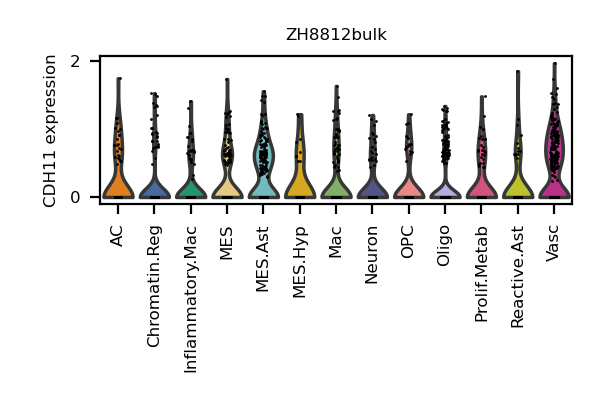 ZH8812bulk
CDH11 expression
2
0
AC
Chromatin.Reg
Inflammatory.Mac
MES
MES.Ast
MES.Hyp
Mac
Neuron
OPC
Oligo
Prolif.Metab
Reactive.Ast
Vasc